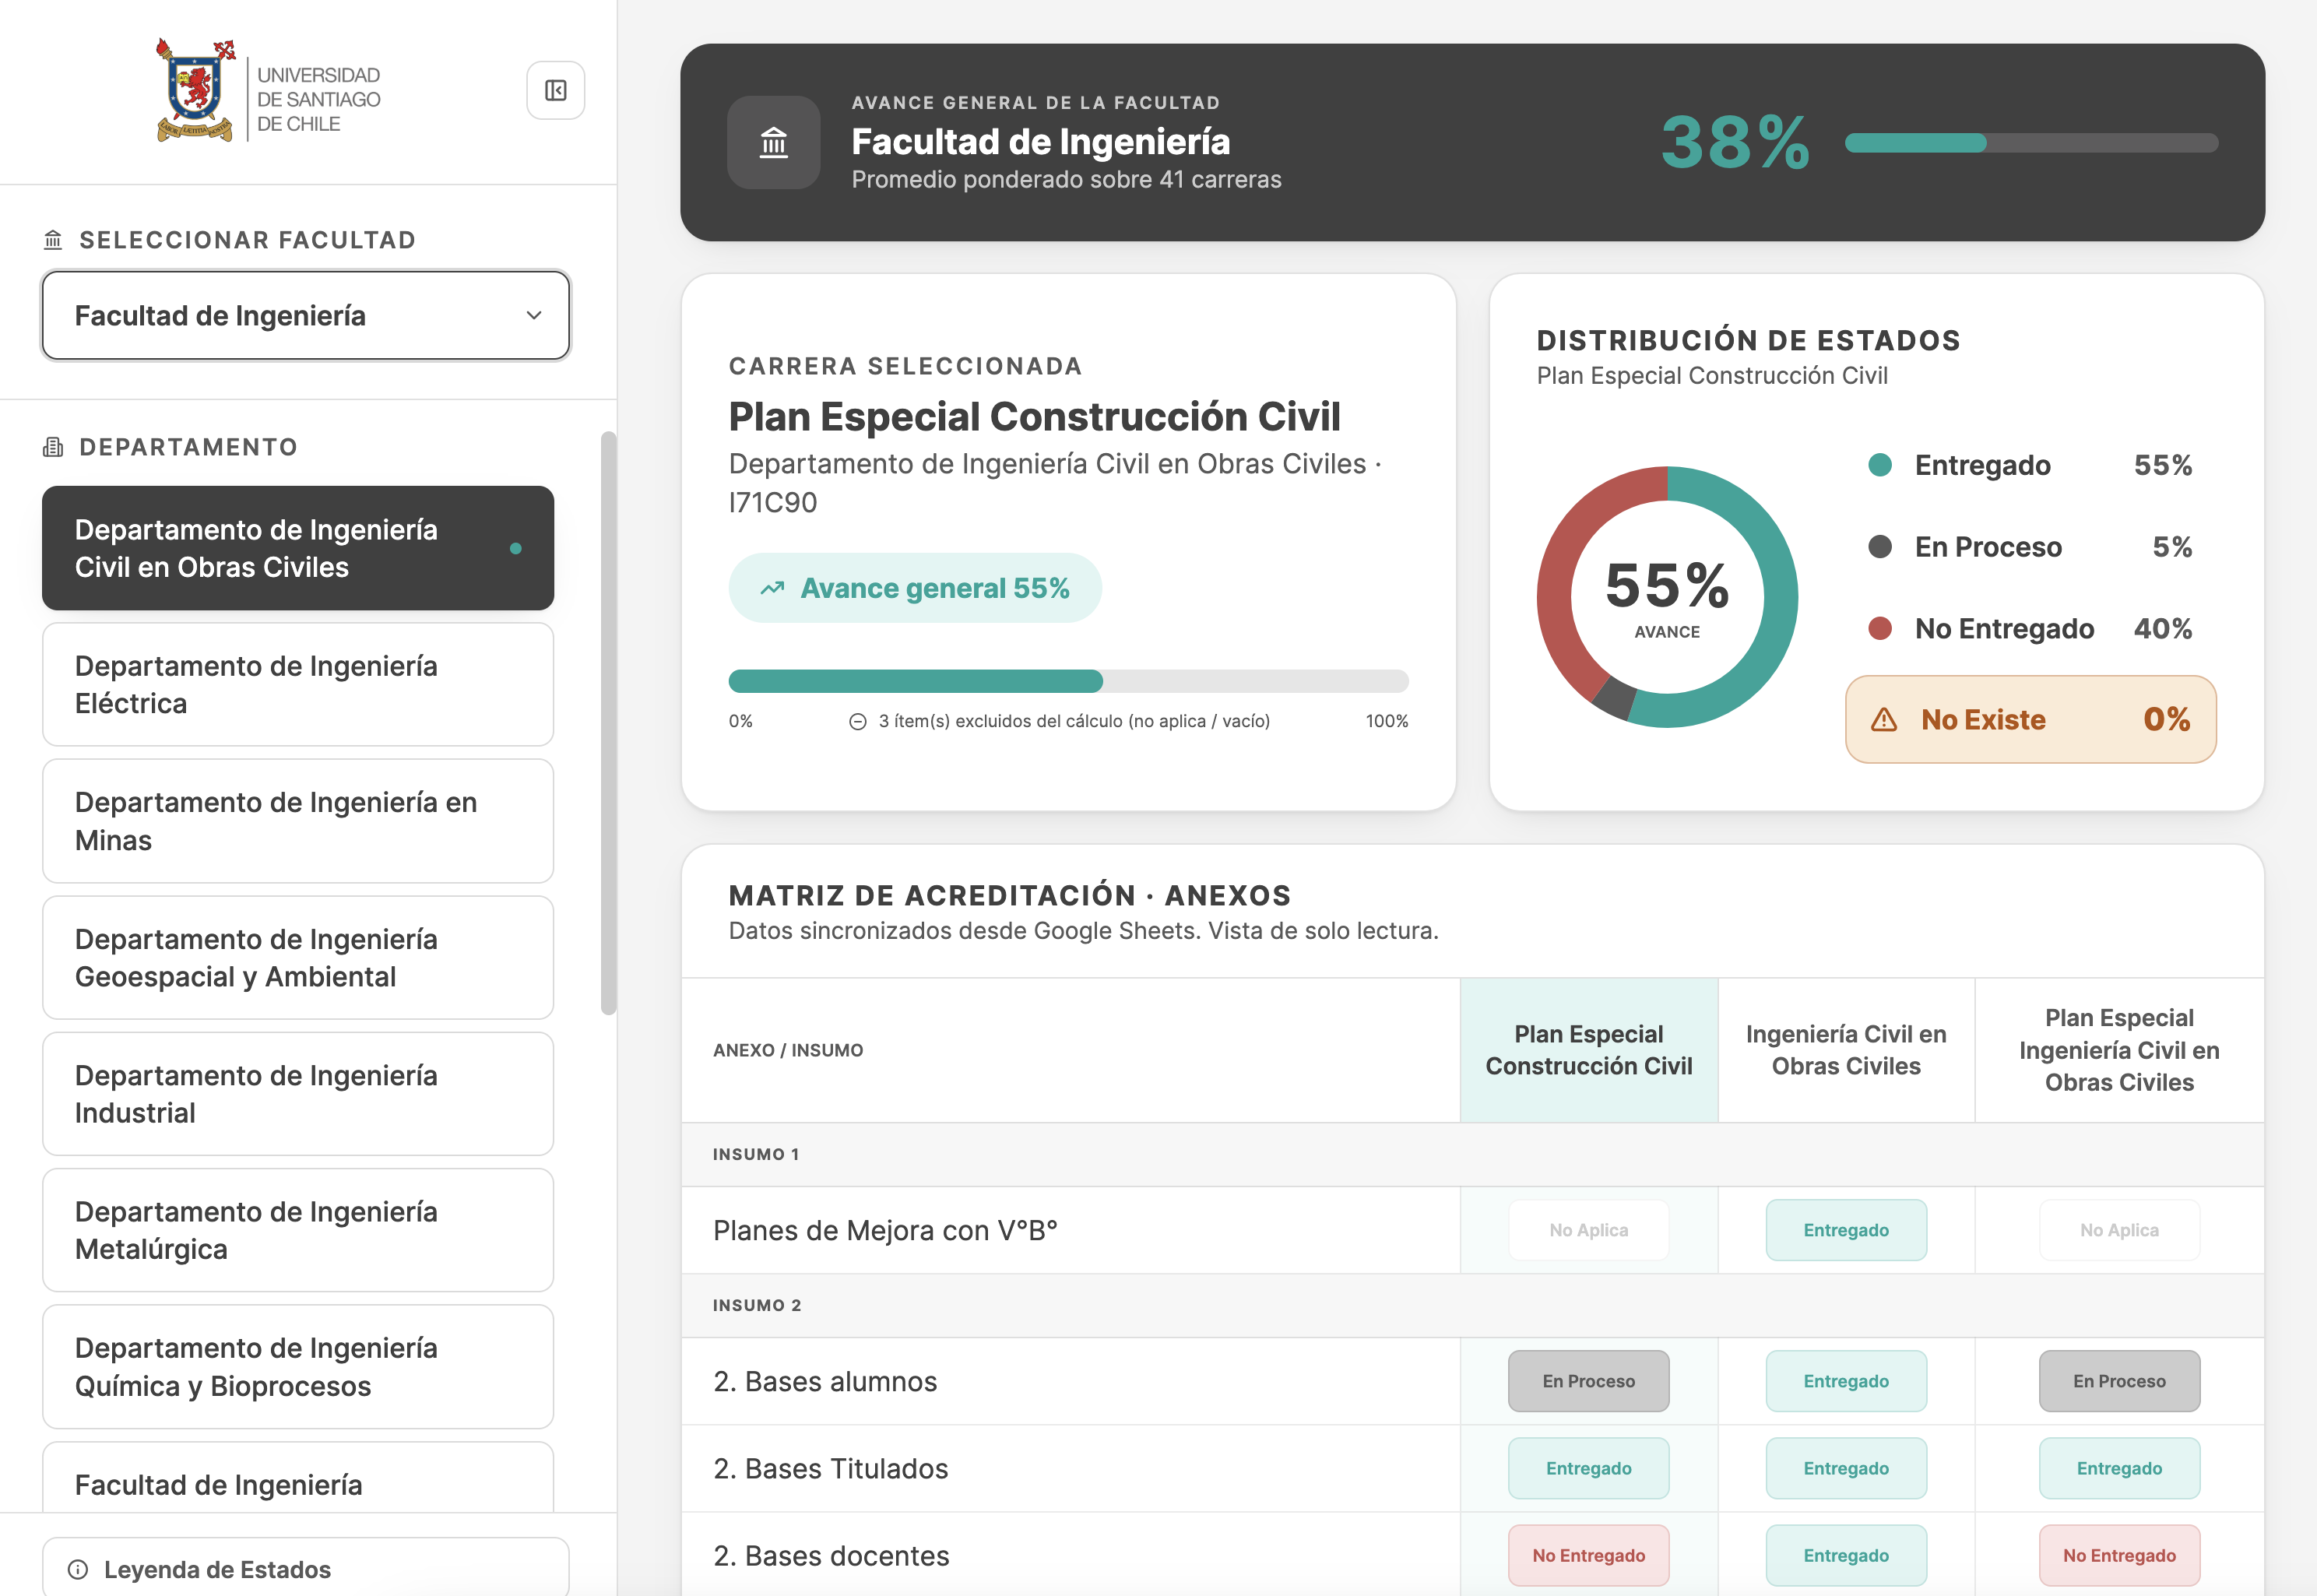 UNIVERSIDAD
DE SANTIAGO
DE CHILE
LABOR LÆTITIA NOSTRA
SELECCIONAR FACULTAD
Facultad de Ingeniería
DEPARTAMENTO
Departamento de Ingeniería
Civil en Obras Civiles
Departamento de Ingeniería
Eléctrica
Departamento de Ingeniería en
Minas
Departamento de Ingeniería
Geoespacial y Ambiental
Departamento de Ingeniería
Industrial
Departamento de Ingeniería
Metalúrgica
Departamento de Ingeniería
Química y Bioprocesos
Facultad de Ingeniería
Leyenda de Estados
AVANCE GENERAL DE LA FACULTAD
Facultad de Ingeniería
Promedio ponderado sobre 41 carreras
38%
CARRERA SELECCIONADA
Plan Especial Construcción Civil
Departamento de Ingeniería Civil en Obras Civiles ·
I71C90
Avance general 55%
0%
3 ítem(s) excluidos del cálculo (no aplica / vacío)
100%
DISTRIBUCIÓN DE ESTADOS
Plan Especial Construcción Civil
55%
AVANCE
Entregado 55%
En Proceso 5%
No Entregado 40%
No Existe 0%
MATRIZ DE ACREDITACIÓN · ANEXOS
Datos sincronizados desde Google Sheets. Vista de solo lectura.
ANEXO / INSUMO
Plan Especial
Construcción Civil
Ingeniería Civil en
Obras Civiles
Plan Especial
Ingeniería Civil en
Obras Civiles
INSUMO 1
Planes de Mejora con V°B° No Aplica Entregado No Aplica
INSUMO 2
2. Bases alumnos En Proceso Entregado En Proceso
2. Bases Titulados Entregado Entregado Entregado
2. Bases docentes No Entregado Entregado No Entregado